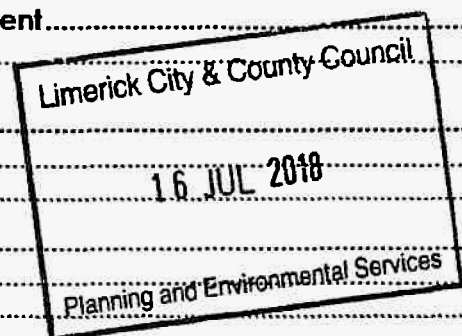 ent
Limerick City & County Council
16 JUL 2018
Planning and Environmental Services